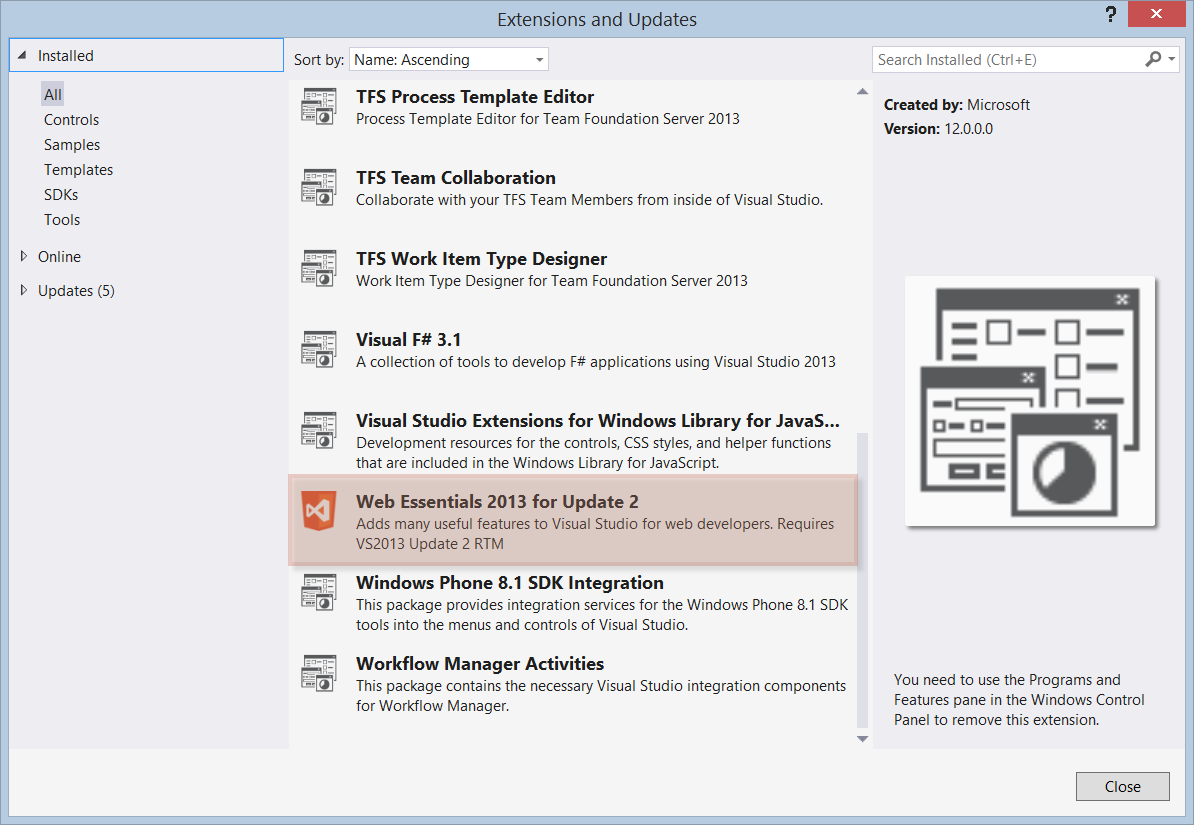 Extensions and Updates
?
Installed
All
Controls
Samples
Templates
SDKs
Tools
Online
Updates (5)
Sort by: Name: Ascending
TFS Process Template Editor
Process Template Editor for Team Foundation Server 2013
TFS Team Collaboration
Collaborate with your TFS Team Members from inside of Visual Studio.
TFS Work Item Type Designer
Work Item Type Designer for Team Foundation Server 2013
Visual F# 3.1
A collection of tools to develop F# applications using Visual Studio 2013
Visual Studio Extensions for Windows Library for JavaS...
Development resources for the controls, CSS styles, and helper functions
that are included in the Windows Library for JavaScript.
Web Essentials 2013 for Update 2
Adds many useful features to Visual Studio for web developers. Requires
VS2013 Update 2 RTM
Windows Phone 8.1 SDK Integration
This package provides integration services for the Windows Phone 8.1 SDK
tools into the menus and controls of Visual Studio.
Workflow Manager Activities
This package contains the necessary Visual Studio integration components
for Workflow Manager.
Search Installed (Ctrl+E)
Created by: Microsoft
Version: 12.0.0.0
You need to use the Programs and
Features pane in the Windows Control
Panel to remove this extension.
Close